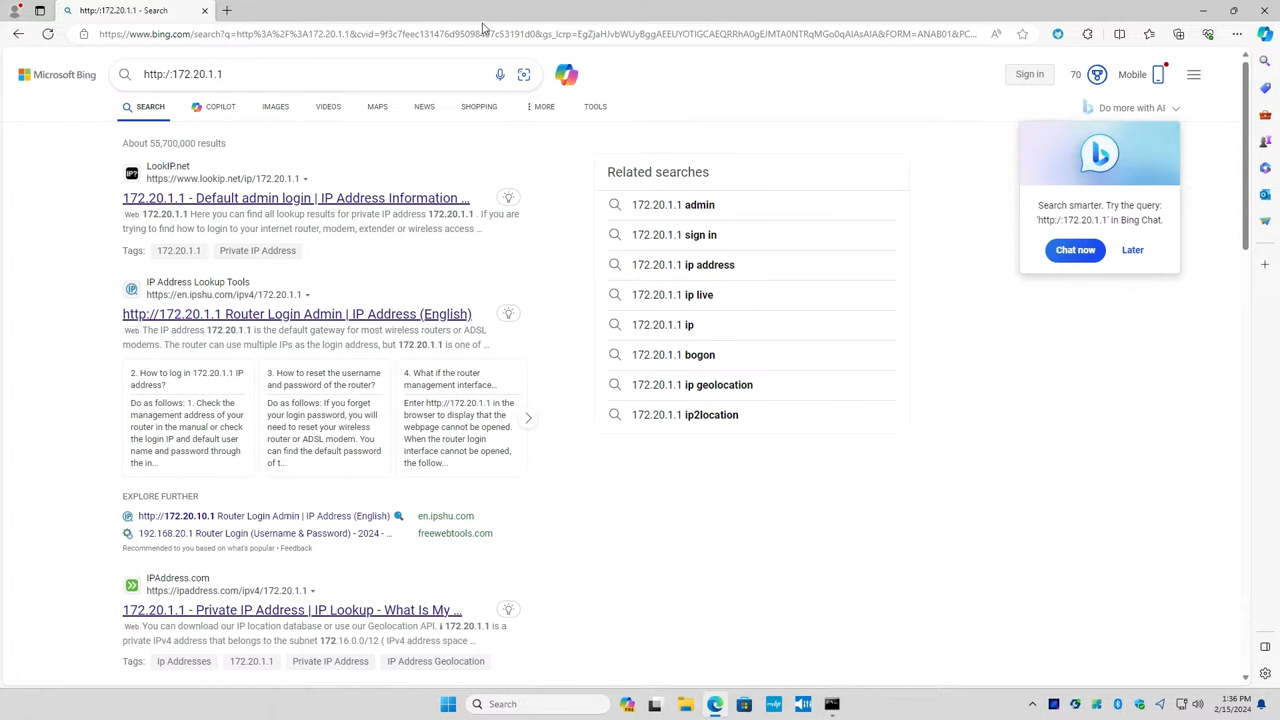 http:/:172.20.1.1 - Search
https://www.bing.com/search?q=http%3A%2F%3A172.20.1.1&cvid=
Microsoft Bing
http:/:172.20.1.1
Sign in
70
Mobile
SEARCH
COPILOT
IMAGES
VIDEOS
MAPS
NEWS
SHOPPING
MORE
TOOLS
Do more with AI
About 55,700,000 results
LookIP.net
https://www.lookip.net/ip/172.20.1.1
172.20.1.1 - Default admin login | IP Address Information ...
Web 172.20.1.1 Here you can find all lookup results for private IP address 172.20.1.1 . If you are
trying to find how to login to your internet router, modem, extender or wireless access ...
Tags: 172.20.1.1 Private IP Address
IP Address Lookup Tools
https://en.ipshu.com/ipv4/172.20.1.1
http://172.20.1.1 Router Login Admin | IP Address (English)
Web The IP address 172.20.1.1 is the default gateway for most wireless routers or ADSL
modems. The router can use multiple IPs as the login address, but 172.20.1.1 is one of ...
2. How to log in 172.20.1.1 IP
address?
Do as follows: 1. Check the
management address of your
router in the manual or check
the login IP and default user
name and password through
the in...
3. How to reset the username
and password of the router?
Do as follows: If you forget
your login password, you will
need to reset your wireless
router or ADSL modem. You
can find the default password
of t...
4. What if the router
management interface...
Enter http://172.20.1.1 in the
browser to display that the
webpage cannot be opened.
When the router login
interface cannot be opened,
the follow...
EXPLORE FURTHER
http://172.20.10.1 Router Login Admin | IP Address (English)
en.ipshu.com
192.168.20.1 Router Login (Username & Password) - 2024 - ...
freewebtools.com
Recommended to you based on what's popular • Feedback
IPAddress.com
https://ipaddress.com/ipv4/172.20.1.1
172.20.1.1 - Private IP Address | IP Lookup - What Is My ...
Web You can download our IP location database or use our Geolocation API. ℹ 172.20.1.1 is a
private IPv4 address that belongs to the subnet 172.16.0.0/12 ( IPv4 address space ...
Tags: Ip Addresses 172.20.1.1 Private IP Address IP Address Geolocation
Related searches
172.20.1.1 admin
172.20.1.1 sign in
172.20.1.1 ip address
172.20.1.1 ip live
172.20.1.1 ip
172.20.1.1 bogon
172.20.1.1 ip geolocation
172.20.1.1 ip2location
Search smarter. Try the query:
'http:/:172.20.1.1' in Bing Chat.
Chat now
Later
Search
1:36 PM
2/15/2024